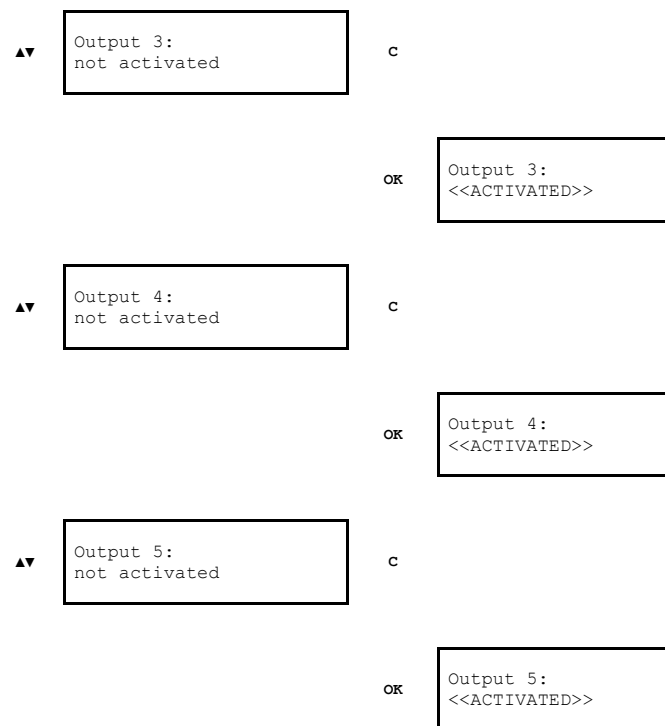 ▲▼ Output 3: C
not activated
OK Output 3:
<<ACTIVATED>>
▲▼ Output 4: C
not activated
OK Output 4:
<<ACTIVATED>>
▲▼ Output 5: C
not activated
OK Output 5:
<<ACTIVATED>>